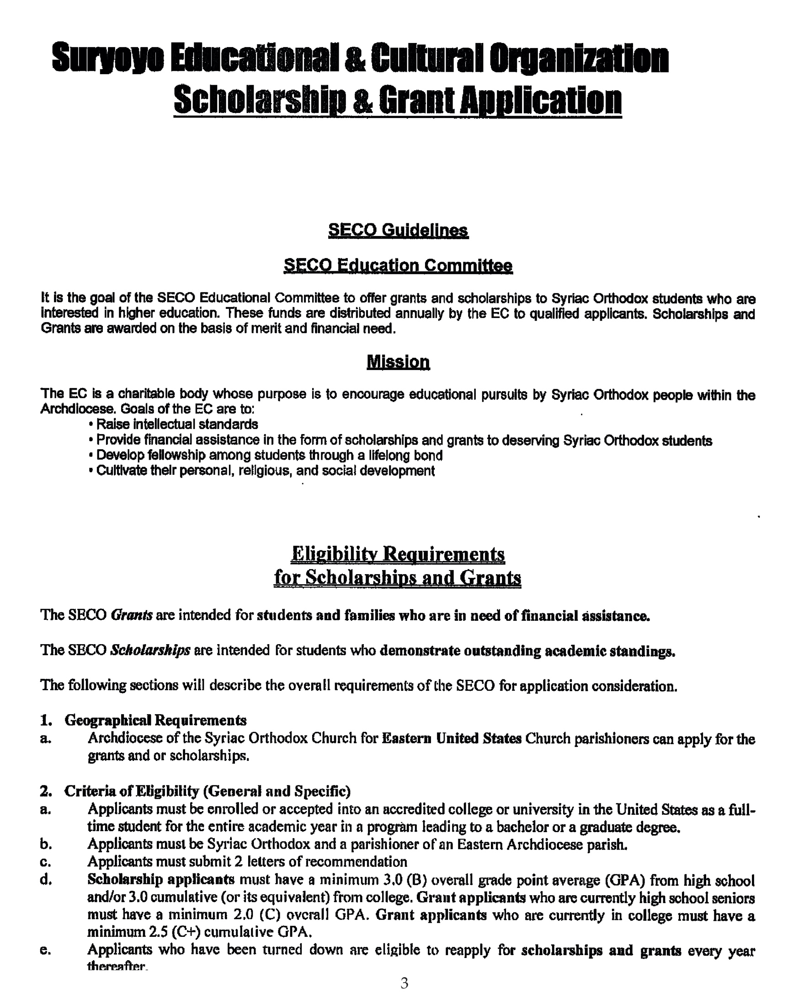 Suryoyo Educational & Cultural Organization
Scholarship & Grant Application
SECO Guidelines
SECO Education Committee
It is the goal of the SECO Educational Committee to offer grants and scholarships to Syriac Orthodox students who are
interested in higher education. These funds are distributed annually by the EC to qualified applicants. Scholarships and
Grants are awarded on the basis of merit and financial need.
Mission
The EC is a charitable body whose purpose is to encourage educational pursuits by Syriac Orthodox people within the
Archdiocese. Goals of the EC are to:
• Raise intellectual standards
• Provide financial assistance in the form of scholarships and grants to deserving Syriac Orthodox students
• Develop fellowship among students through a lifelong bond
• Cultivate their personal, religious, and social development
Eligibility Requirements
for Scholarships and Grants
The SECO Grants are intended for students and families who are in need of financial assistance.
The SECO Scholarships are intended for students who demonstrate outstanding academic standings.
The following sections will describe the overall requirements of the SECO for application consideration.
1. Geographical Requirements
a. Archdiocese of the Syriac Orthodox Church for Eastern United States Church parishioners can apply for the
grants and or scholarships.
2. Criteria of Eligibility (General and Specific)
a. Applicants must be enrolled or accepted into an accredited college or university in the United States as a full-
time student for the entire academic year in a program leading to a bachelor or a graduate degree.
b. Applicants must be Syriac Orthodox and a parishioner of an Eastern Archdiocese parish.
c. Applicants must submit 2 letters of recommendation
d. Scholarship applicants must have a minimum 3.0 (B) overall grade point average (GPA) from high school
and/or 3.0 cumulative (or its equivalent) from college. Grant applicants who are currently high school seniors
must have a minimum 2.0 (C) overall GPA. Grant applicants who are currently in college must have a
minimum 2.5 (C+) cumulative GPA.
e. Applicants who have been turned down are eligible to reapply for scholarships and grants every year
thereafter.
3